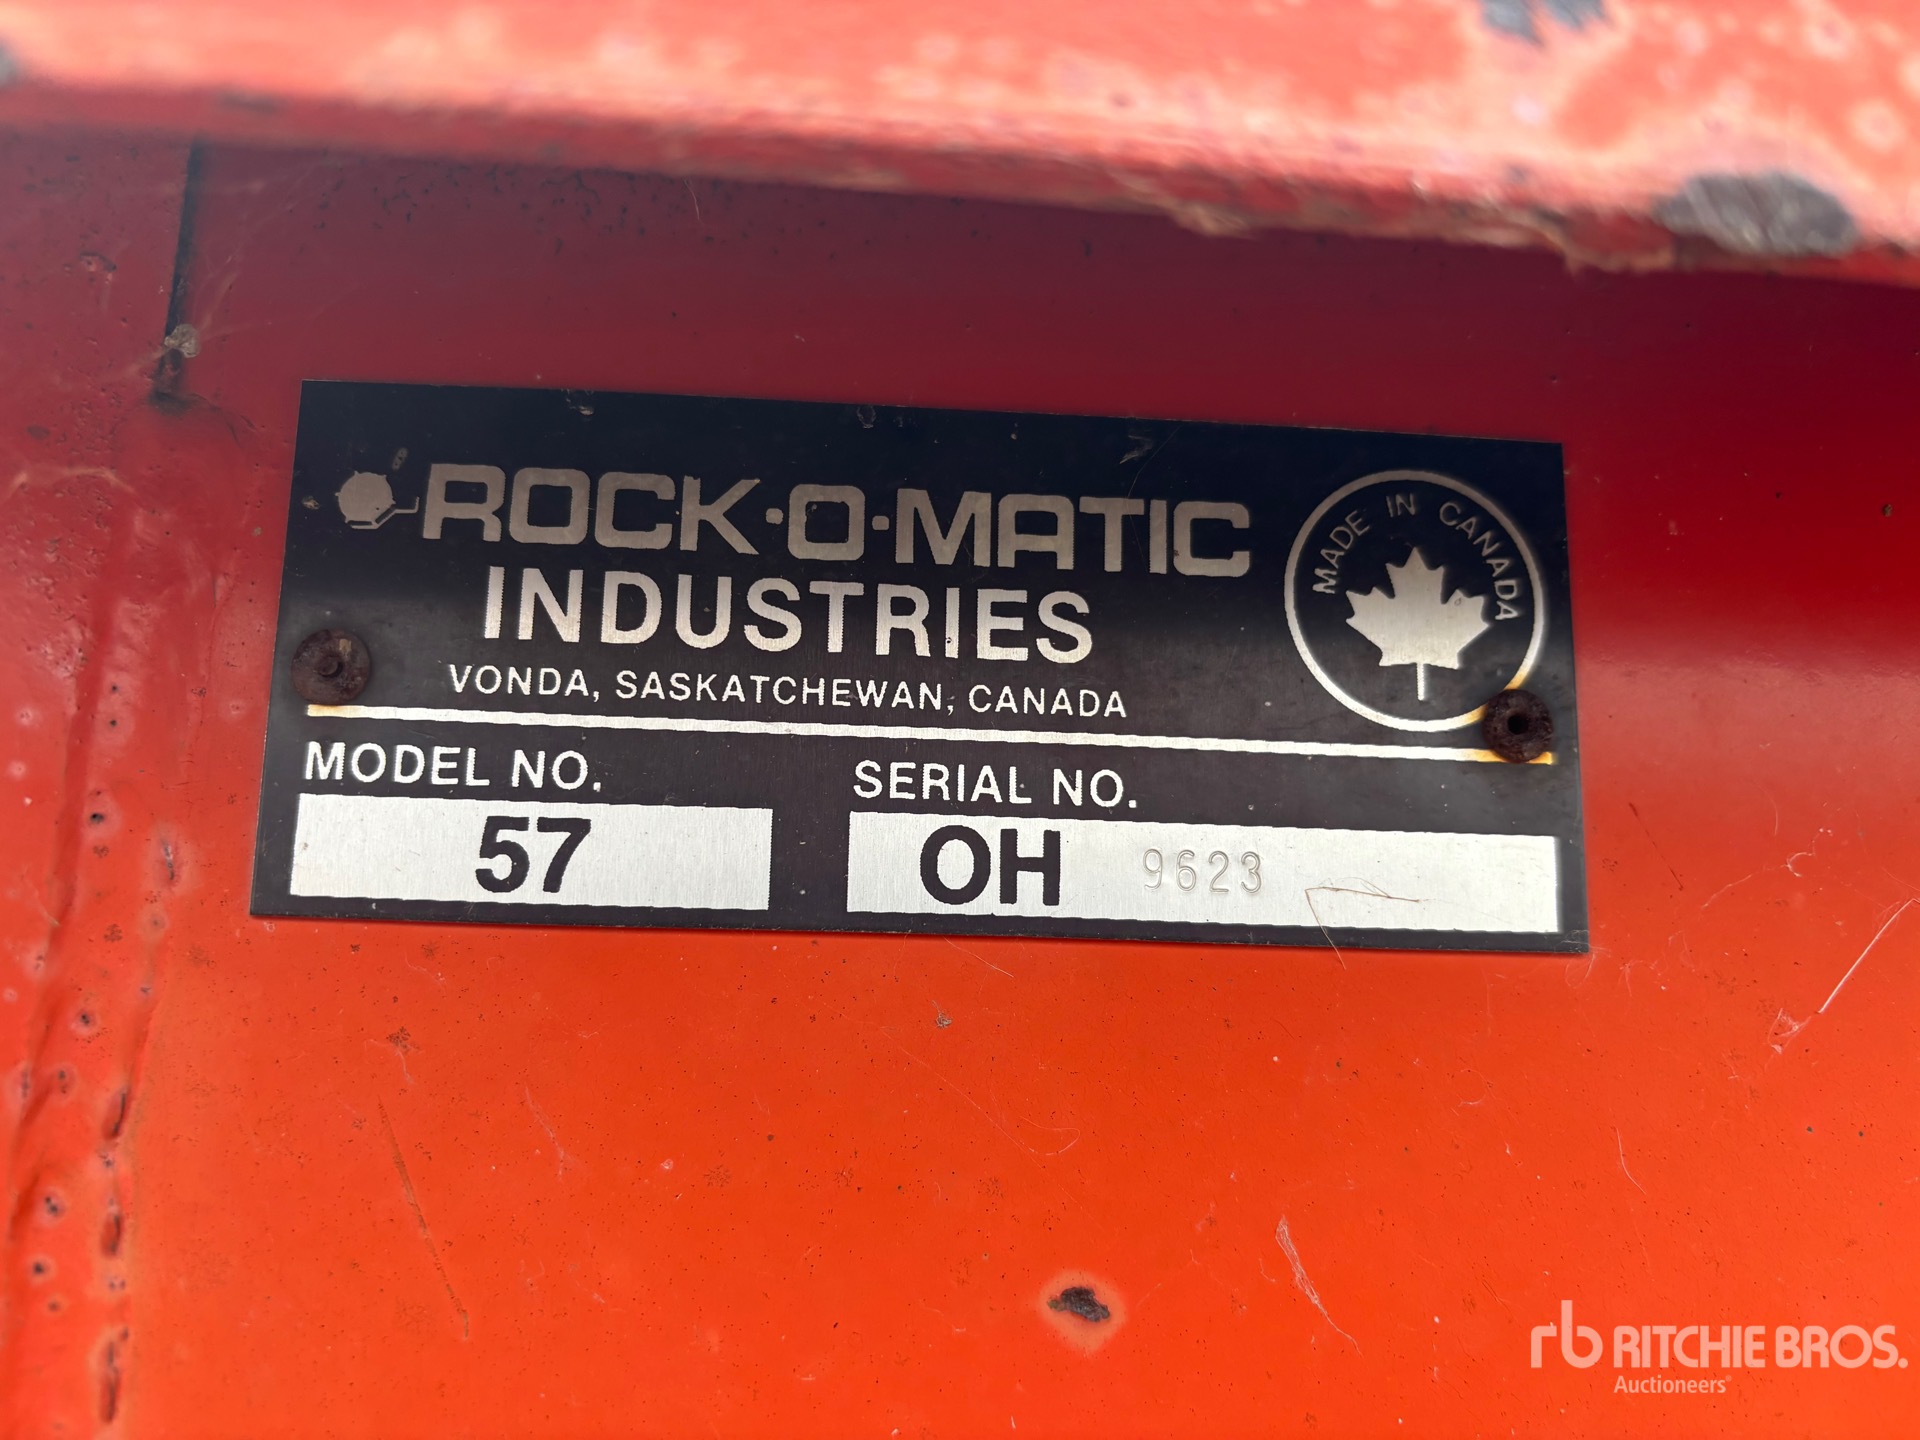 ROCK·O·MATIC
INDUSTRIES
VONDA, SASKATCHEWAN, CANADA
MADE IN CANADA
MODEL NO.
57
SERIAL NO.
OH 9623
rb RITCHIE BROS.
Auctioneers